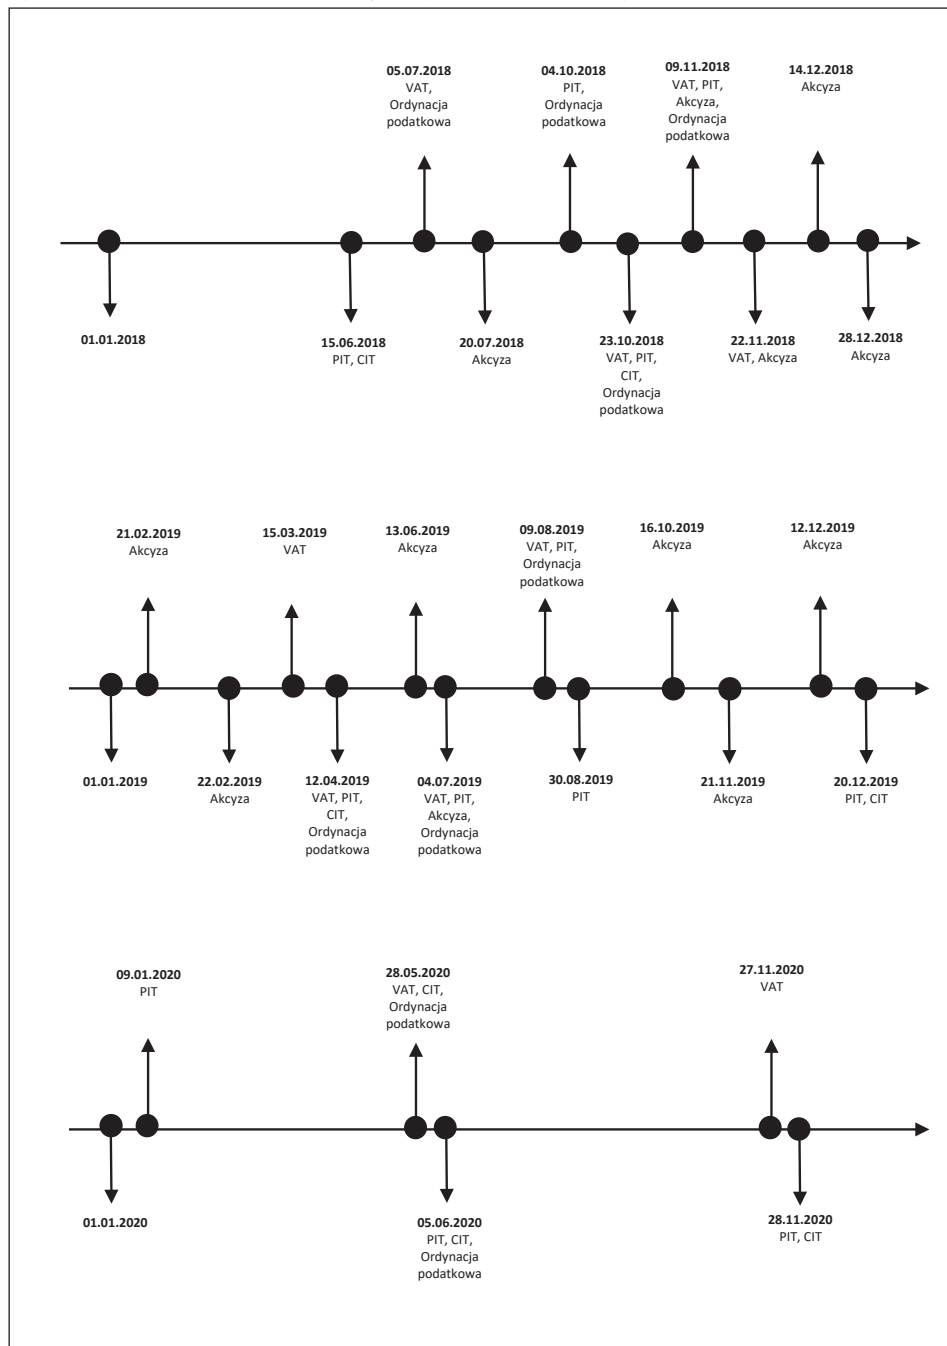 05.07.2018
VAT,
Ordynacja
podatkowa
04.10.2018
PIT,
Ordynacja
podatkowa
09.11.2018
VAT, PIT,
Akcyza,
Ordynacja
podatkowa
14.12.2018
Akcyza
01.01.2018
15.06.2018
PIT, CIT
20.07.2018
Akcyza
23.10.2018
VAT, PIT,
CIT,
Ordynacja
podatkowa
22.11.2018
VAT, Akcyza
28.12.2018
Akcyza
21.02.2019
Akcyza
15.03.2019
VAT
13.06.2019
Akcyza
09.08.2019
VAT, PIT,
Ordynacja
podatkowa
16.10.2019
Akcyza
12.12.2019
Akcyza
01.01.2019
22.02.2019
Akcyza
12.04.2019
VAT, PIT,
CIT,
Ordynacja
podatkowa
04.07.2019
VAT, PIT,
Akcyza,
Ordynacja
podatkowa
30.08.2019
PIT
21.11.2019
Akcyza
20.12.2019
PIT, CIT
09.01.2020
PIT
28.05.2020
VAT, CIT,
Ordynacja
podatkowa
27.11.2020
VAT
01.01.2020
05.06.2020
PIT, CIT,
Ordynacja
podatkowa
28.11.2020
PIT, CIT